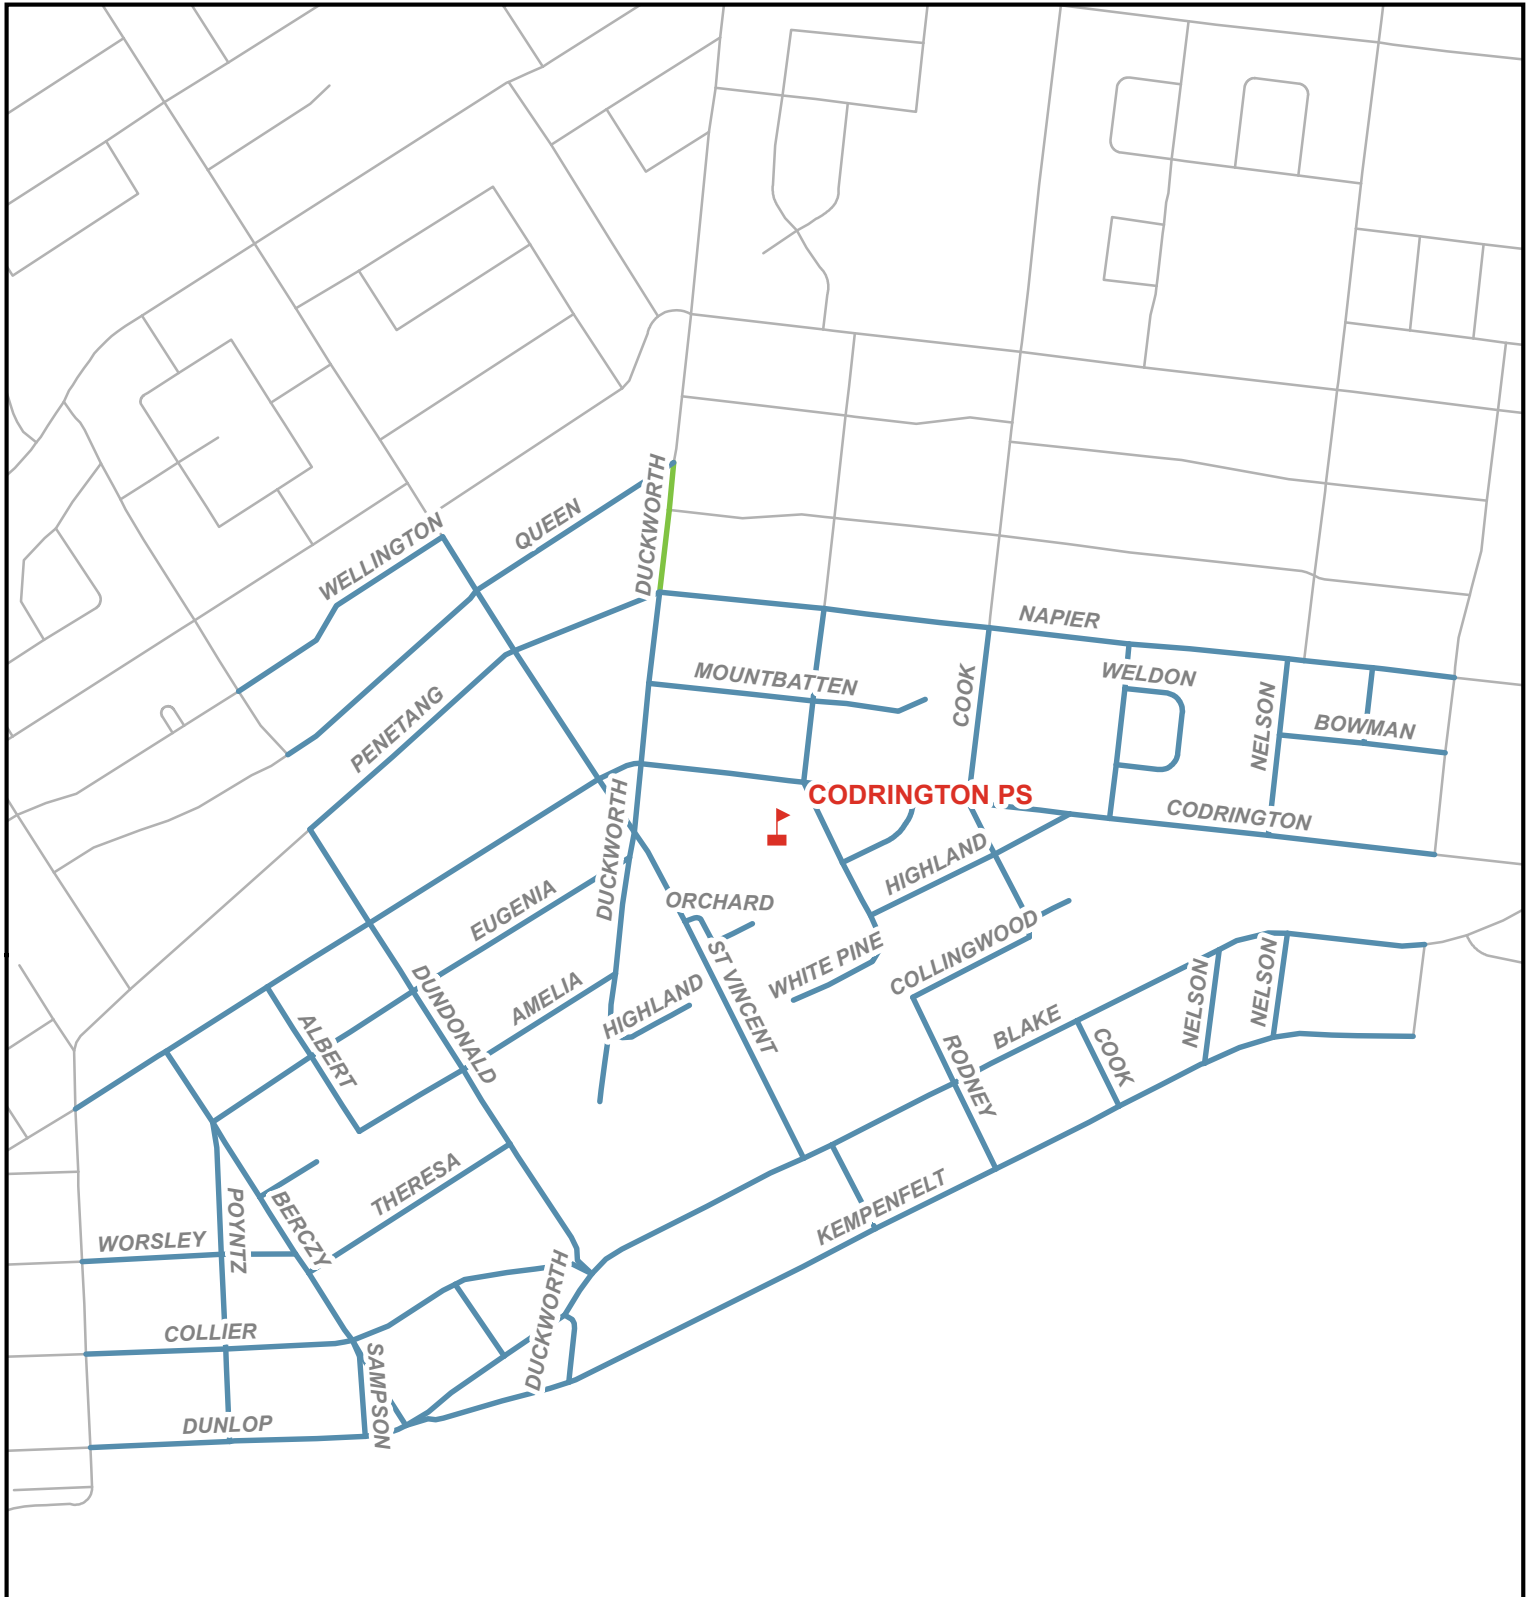 DUCKWORTH
QUEEN
WELLINGTON
NAPIER
MOUNTBATTEN
COOK
WELDON
NELSON
BOWMAN
PENETANG
CODRINGTON PS
CODRINGTON
DUCKWORTH
HIGHLAND
EUGENIA
ORCHARD
ST VINCENT
WHITE PINE
COLLINGWOOD
DUNDONALD
AMELIA
HIGHLAND
NELSON
NELSON
ALBERT
BLAKE
COOK
RODNEY
THERESA
POYNTZ
BERCZY
WORSLEY
KEMPENFELT
DUCKWORTH
COLLIER
SAMPSON
DUNLOP